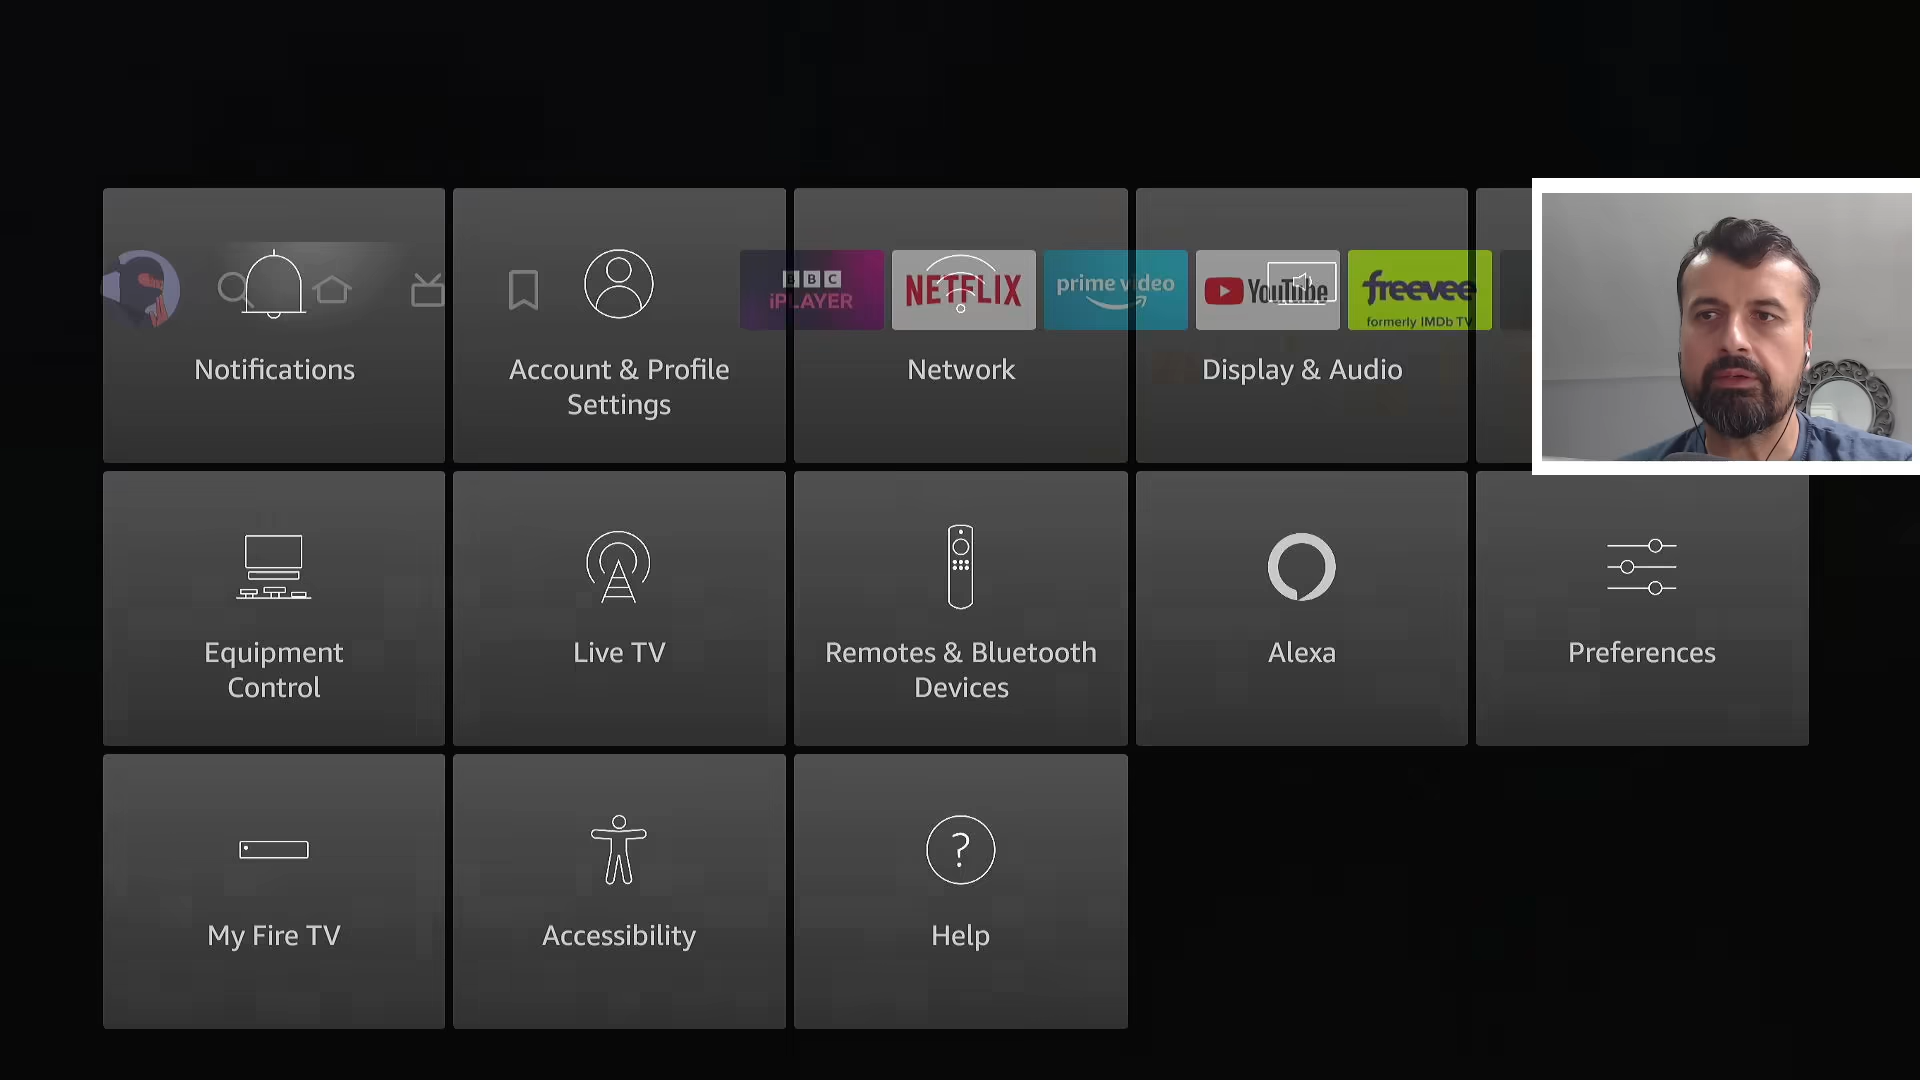 BBC
iPLAYER
NETFLIX
prime video
YouTube
freevee
formerly IMDb TV
Notifications
Account & Profile
Settings
Network
Display & Audio
Equipment
Control
Live TV
Remotes & Bluetooth
Devices
Alexa
Preferences
My Fire TV
Accessibility
?
Help